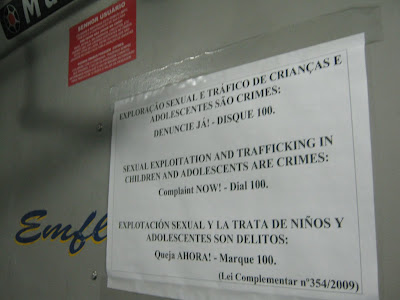 SENHOR USUÁRIO
EXPLORAÇÃO SEXUAL E TRÁFICO DE CRIANÇAS E
ADOLESCENTES SÃO CRIMES:
DENUNCIE JÁ! - DISQUE 100.
SEXUAL EXPLOITATION AND TRAFFICKING IN
CHILDREN AND ADOLESCENTS ARE CRIMES:
Complaint NOW! - Dial 100.
EXPLOTACIÓN SEXUAL Y LA TRATA DE NIÑOS Y
ADOLESCENTES SON DELITOS:
Queja AHORA! - Marque 100.
(Lei Complementar nº354/2009)
Emfl